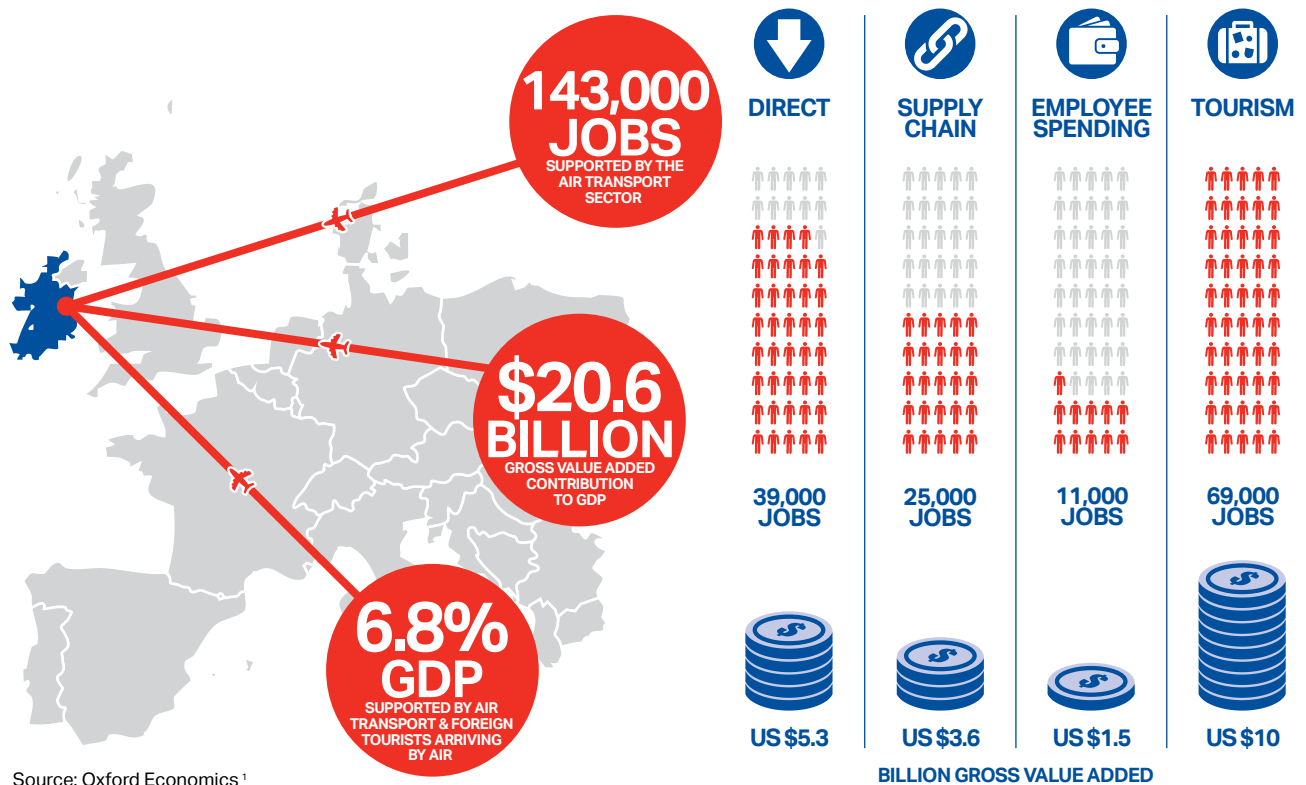 143,000
JOBS
SUPPORTED BY THE
AIR TRANSPORT
SECTOR
$20.6
BILLION
GROSS VALUE ADDED
CONTRIBUTION
TO GDP
6.8%
GDP
SUPPORTED BY AIR
TRANSPORT & FOREIGN
TOURISTS ARRIVING
BY AIR
Source: Oxford Economics ¹
DIRECT
39,000
JOBS
US $5.3
SUPPLY
CHAIN
25,000
JOBS
US $3.6
EMPLOYEE
SPENDING
11,000
JOBS
US $1.5
TOURISM
69,000
JOBS
US $10
BILLION GROSS VALUE ADDED